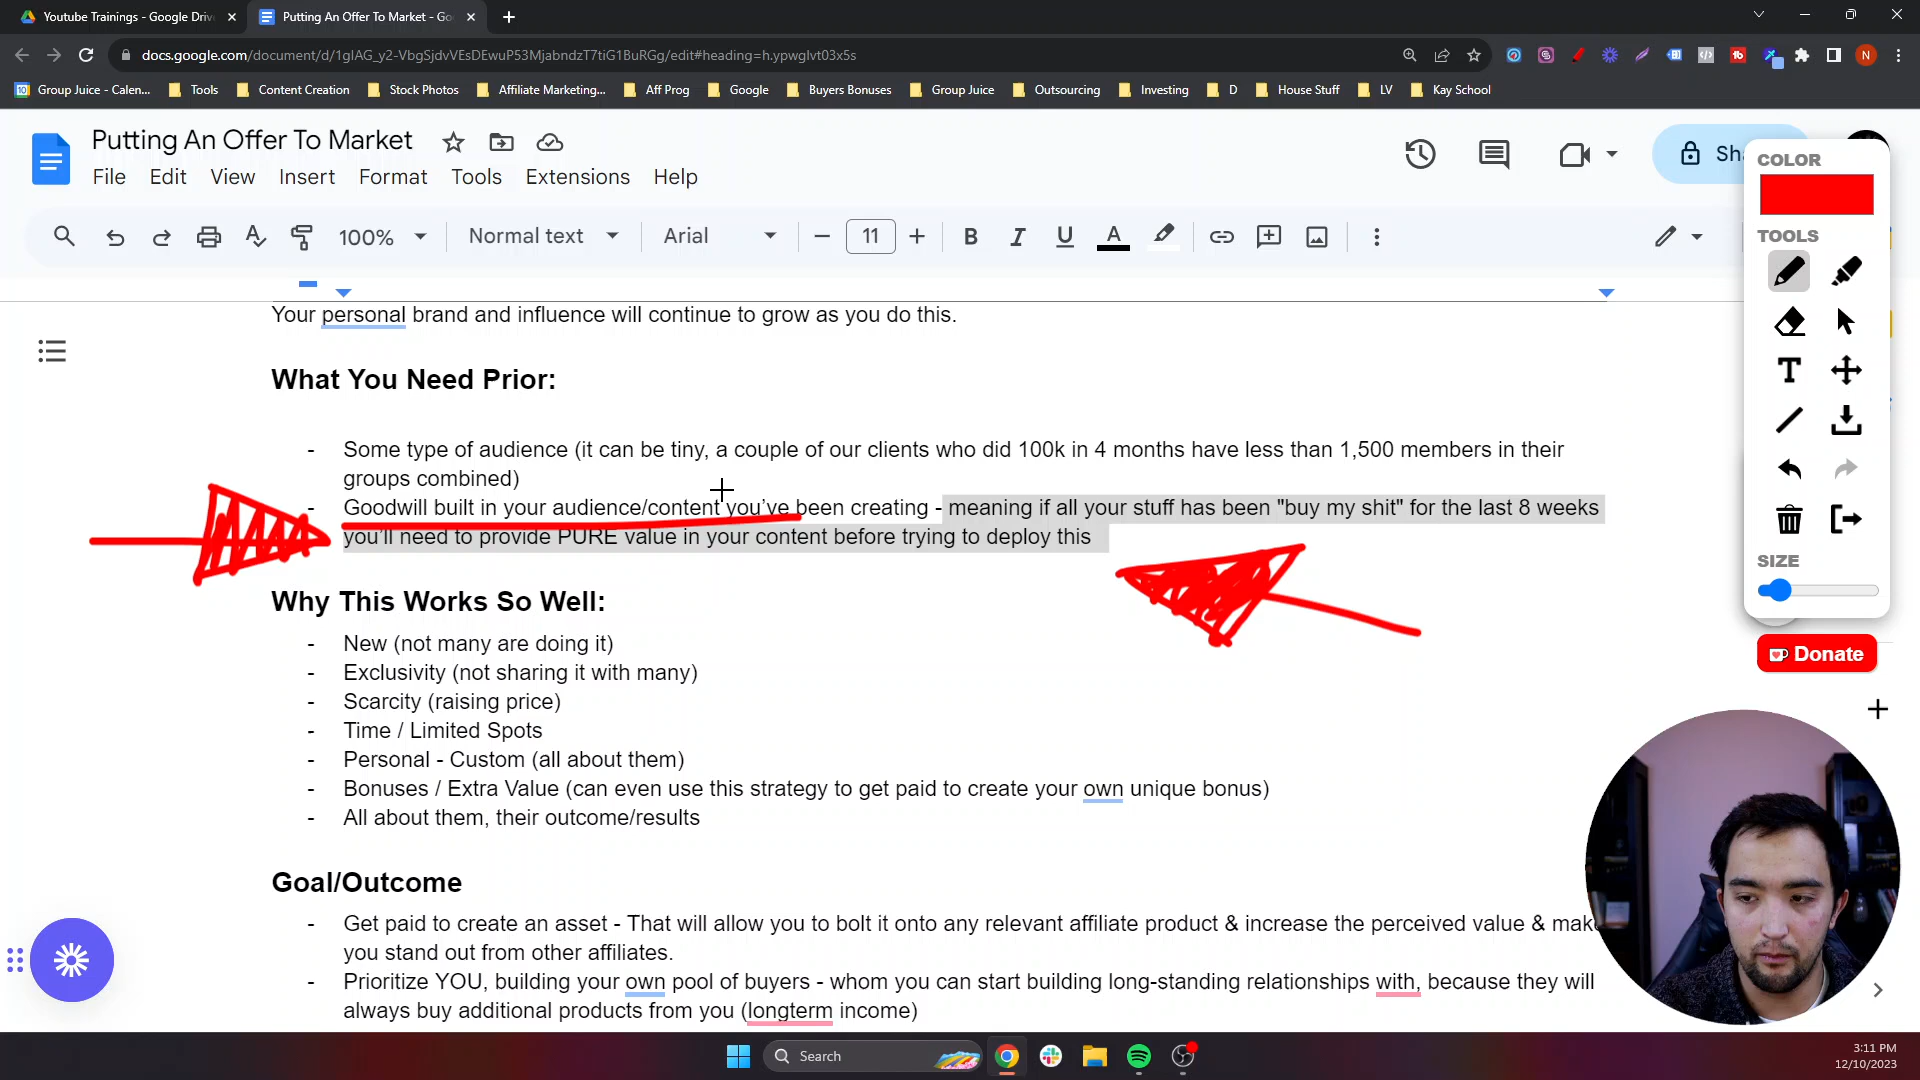 Youtube Trainings - Google Driv
Putting An Offer To Market - Go
docs.google.com/document/d/1gIAG_y2-VbgSjdvVEsDEwuP53MjabndzT7tiG1BuRGg/edit#heading=h.ypwglvt03x5s
Group Juice - Calen...
Tools
Content Creation
Stock Photos
Affiliate Marketing...
Aff Prog
Google
Buyers Bonuses
Group Juice
Outsourcing
Investing
D
House Stuff
LV
Kay School
Putting An Offer To Market
Sh
File Edit View Insert Format Tools Extensions Help
100% Normal text Arial 11
COLOR
TOOLS
SIZE
Donate
Your personal brand and influence will continue to grow as you do this.
What You Need Prior:
- Some type of audience (it can be tiny, a couple of our clients who did 100k in 4 months have less than 1,500 members in their
groups combined)
- Goodwill built in your audience/content you've been creating - meaning if all your stuff has been "buy my shit" for the last 8 weeks
you'll need to provide PURE value in your content before trying to deploy this
Why This Works So Well:
- New (not many are doing it)
- Exclusivity (not sharing it with many)
- Scarcity (raising price)
- Time / Limited Spots
- Personal - Custom (all about them)
- Bonuses / Extra Value (can even use this strategy to get paid to create your own unique bonus)
- All about them, their outcome/results
Goal/Outcome
- Get paid to create an asset - That will allow you to bolt it onto any relevant affiliate product & increase the perceived value & mak
you stand out from other affiliates.
- Prioritize YOU, building your own pool of buyers - whom you can start building long-standing relationships with, because they will
always buy additional products from you (longterm income)
Search
3:11 PM
12/10/2023